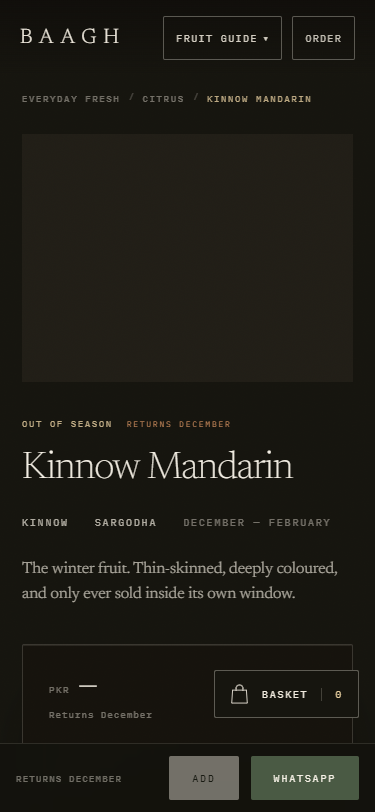 BAAGH
FRUIT GUIDE ▾
ORDER
EVERYDAY FRESH / CITRUS / KINNOW MANDARIN
OUT OF SEASON RETURNS DECEMBER
Kinnow Mandarin
KINNOW SARGODHA DECEMBER — FEBRUARY
The winter fruit. Thin-skinned, deeply coloured,
and only ever sold inside its own window.
PKR —
Returns December
BASKET 0
RETURNS DECEMBER
ADD
WHATSAPP